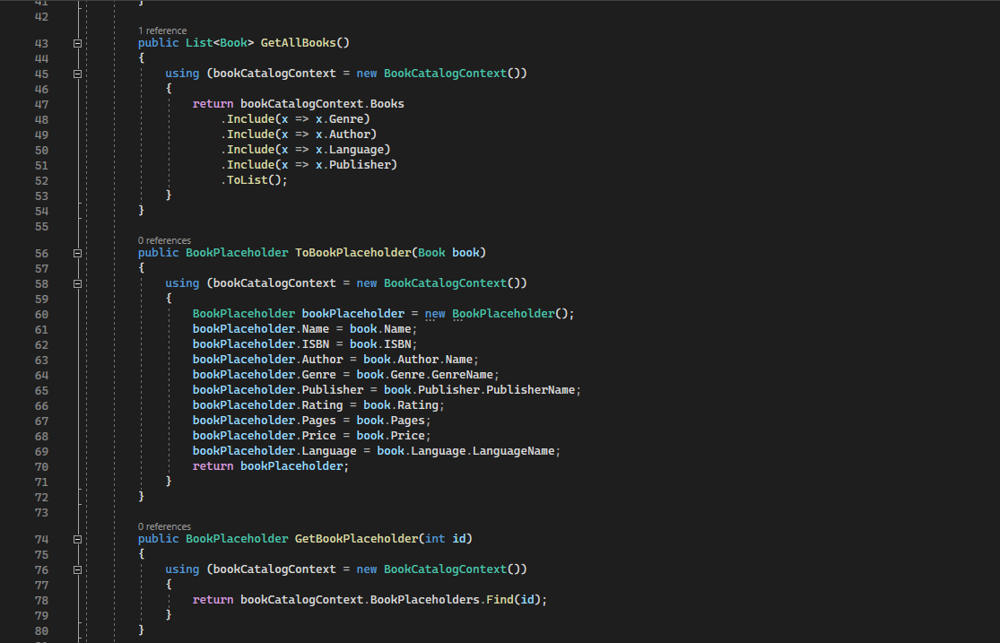 41 }
42
1 reference
43 public List<Book> GetAllBooks()
44 {
45 using (bookCatalogContext = new BookCatalogContext())
46 {
47 return bookCatalogContext.Books
48 .Include(x => x.Genre)
49 .Include(x => x.Author)
50 .Include(x => x.Language)
51 .Include(x => x.Publisher)
52 .ToList();
53 }
54 }
55
0 references
56 public BookPlaceholder ToBookPlaceholder(Book book)
57 {
58 using (bookCatalogContext = new BookCatalogContext())
59 {
60 BookPlaceholder bookPlaceholder = new BookPlaceholder();
61 bookPlaceholder.Name = book.Name;
62 bookPlaceholder.ISBN = book.ISBN;
63 bookPlaceholder.Author = book.Author.Name;
64 bookPlaceholder.Genre = book.Genre.GenreName;
65 bookPlaceholder.Publisher = book.Publisher.PublisherName;
66 bookPlaceholder.Rating = book.Rating;
67 bookPlaceholder.Pages = book.Pages;
68 bookPlaceholder.Price = book.Price;
69 bookPlaceholder.Language = book.Language.LanguageName;
70 return bookPlaceholder;
71 }
72 }
73
0 references
74 public BookPlaceholder GetBookPlaceholder(int id)
75 {
76 using (bookCatalogContext = new BookCatalogContext())
77 {
78 return bookCatalogContext.BookPlaceholders.Find(id);
79 }
80 }